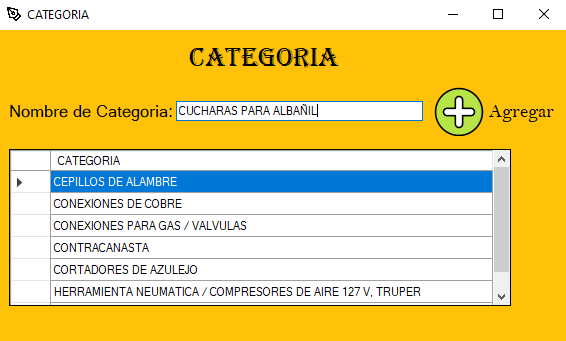 CATEGORIA
CATEGORIA
Nombre de Categoria: CUCHARAS PARA ALBAÑIL Agregar
CATEGORIA
CEPILLOS DE ALAMBRE
CONEXIONES DE COBRE
CONEXIONES PARA GAS / VALVULAS
CONTRACANASTA
CORTADORES DE AZULEJO
HERRAMIENTA NEUMATICA / COMPRESORES DE AIRE 127 V, TRUPER